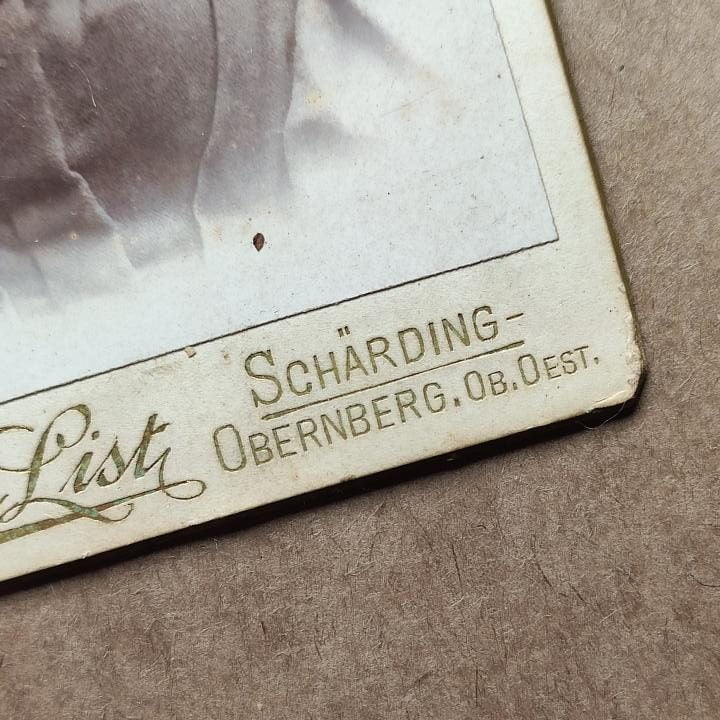 List
SCHÄRDING-
OBERNBERG. OB. OEST.